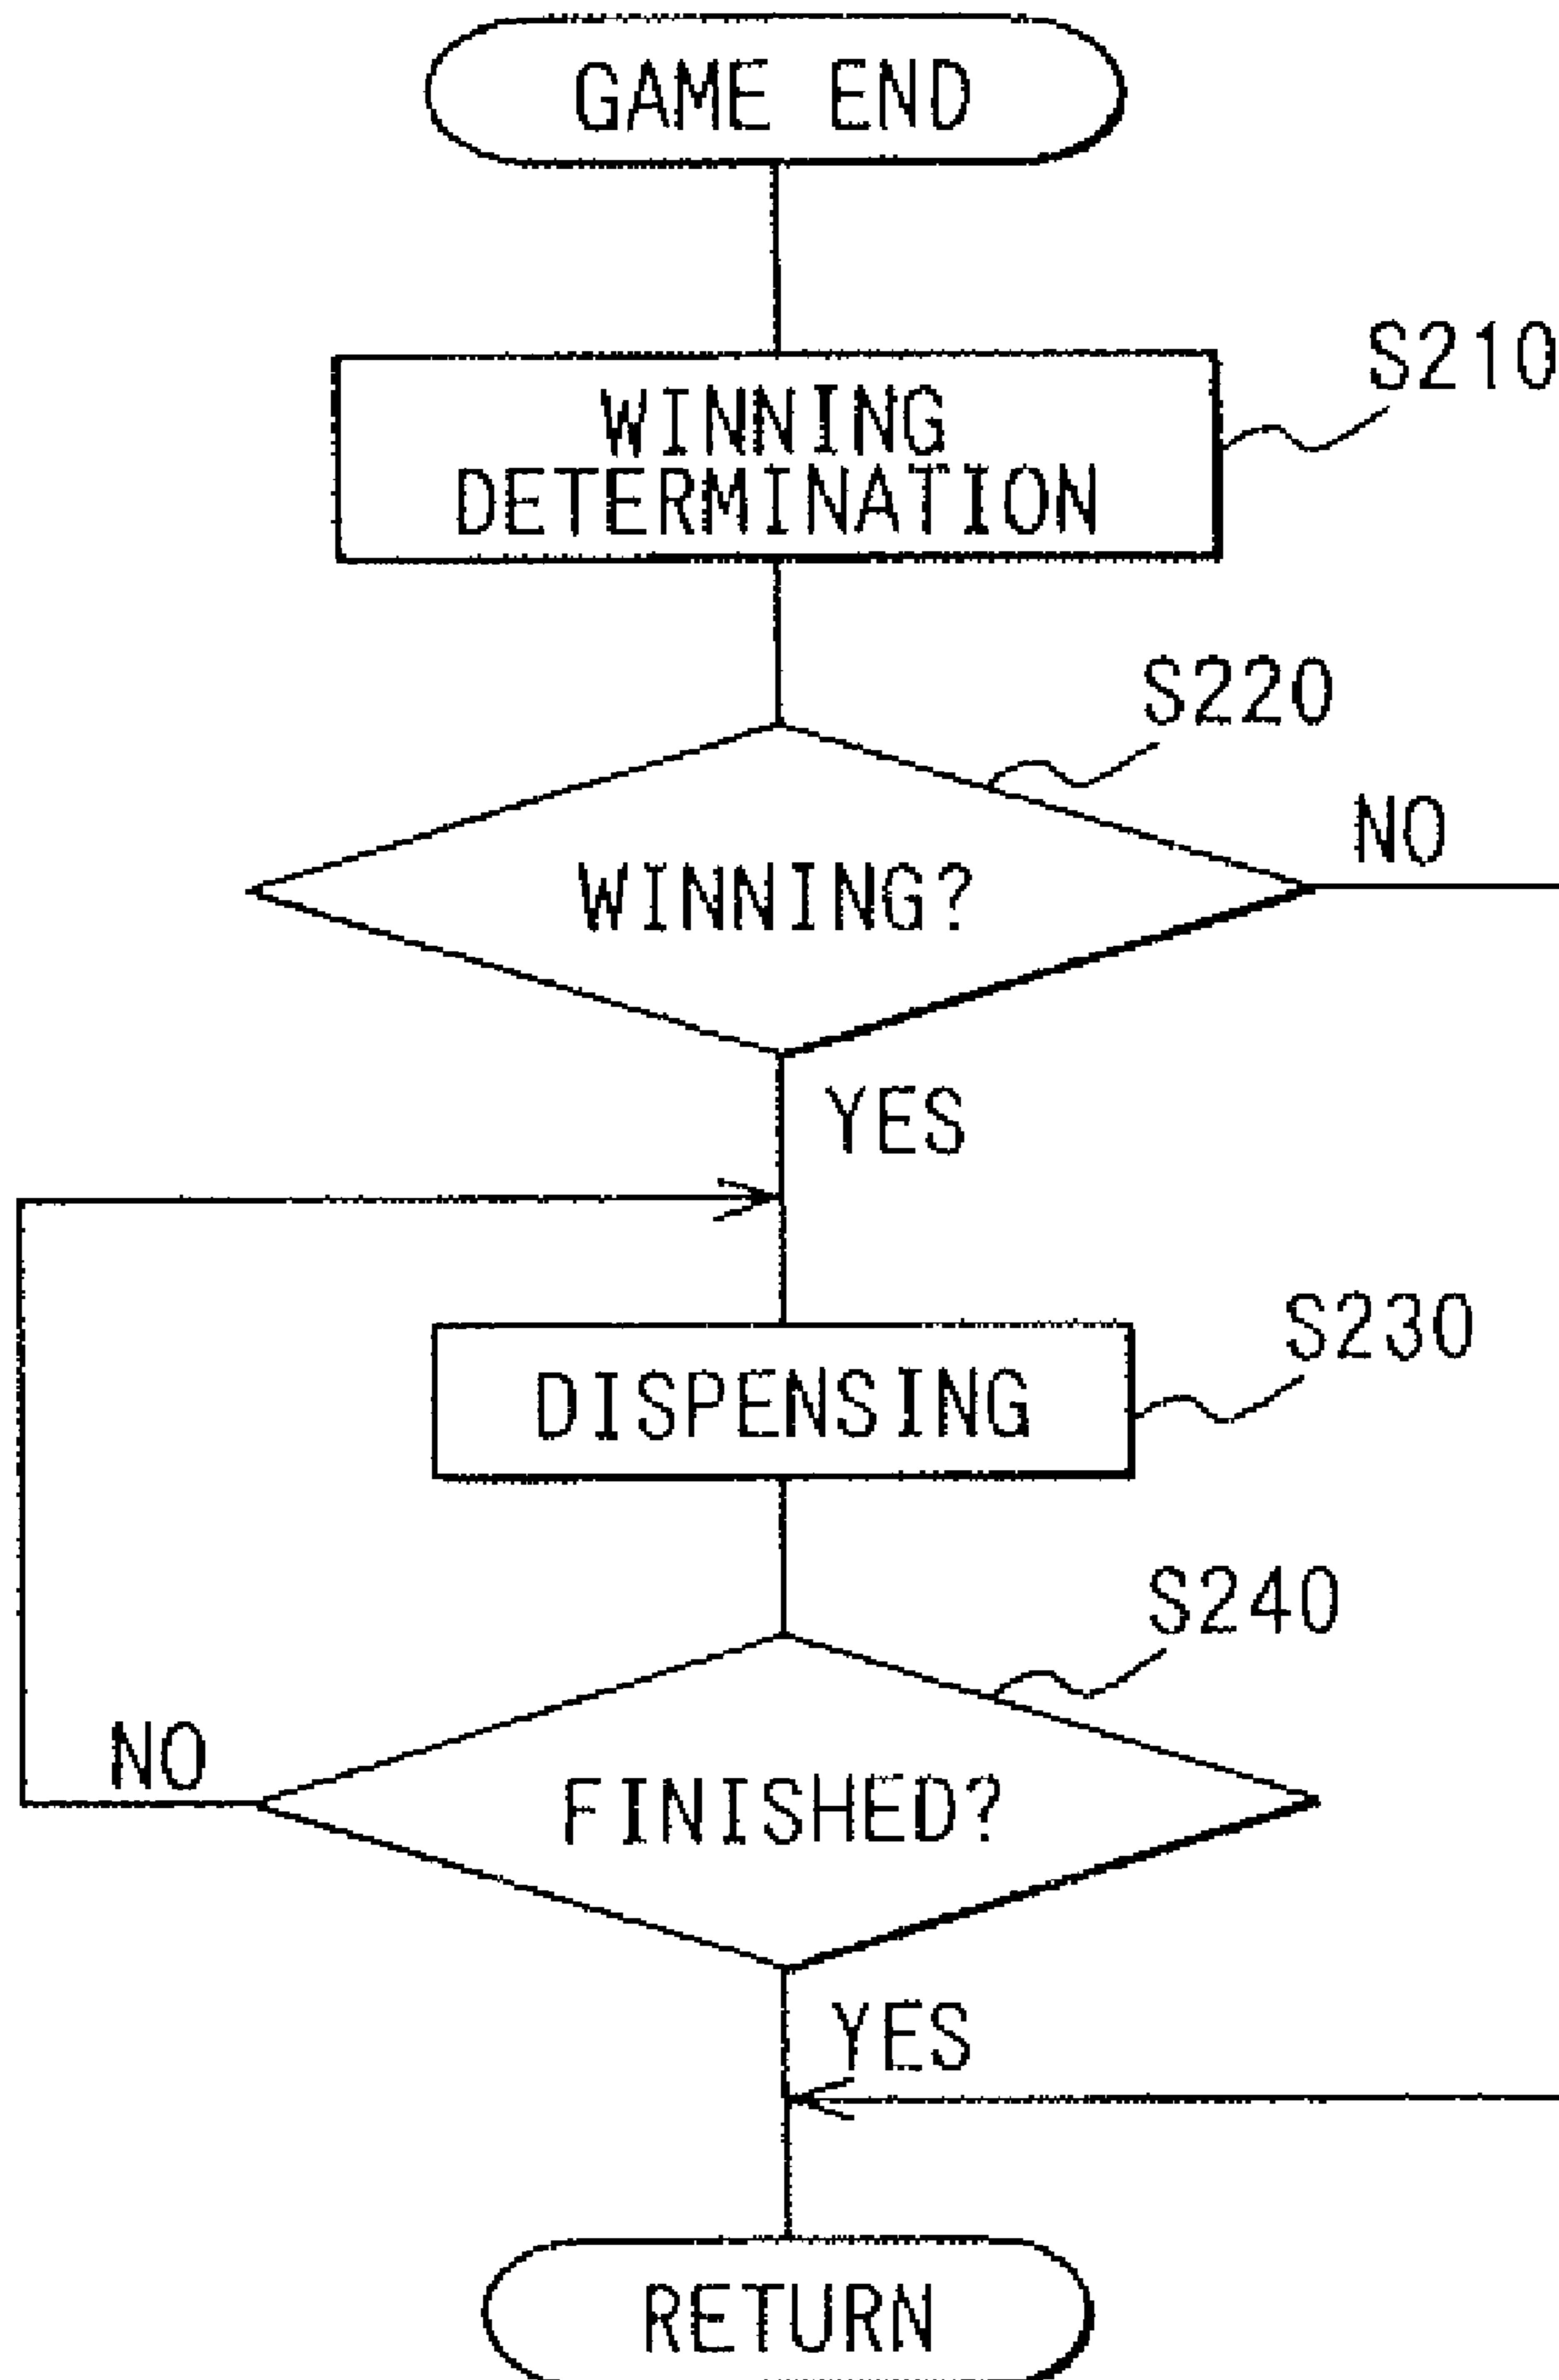 GAME END
S210
WINNING
DETERMINATION
S220
WINNING?
NO
YES
S230
DISPENSING
S240
NO
FINISHED?
YES
RETURN